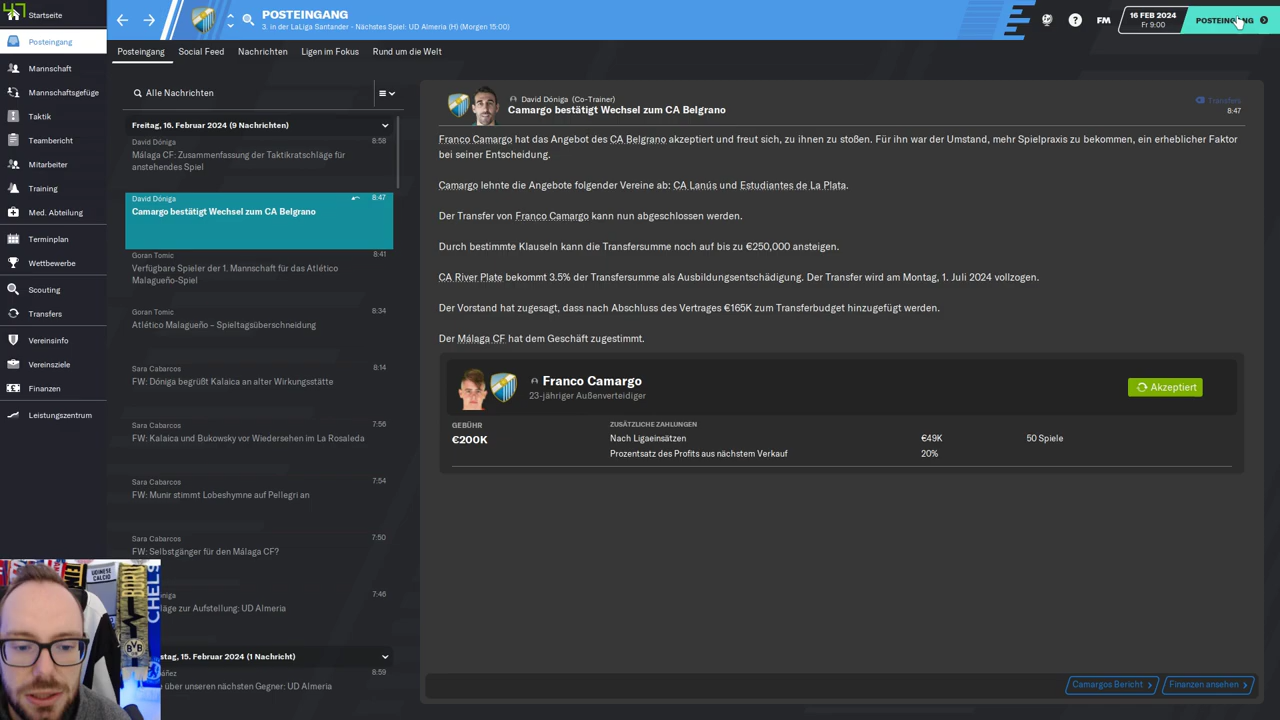 47
Startseite
Posteingang
Mannschaft
Mannschaftsgefüge
Taktik
Teambericht
Mitarbeiter
Training
Med. Abteilung
Terminplan
Wettbewerbe
Scouting
Transfers
Vereinsinfo
Vereinsziele
Finanzen
Leistungszentrum
POSTEINGANG
3. in der LaLiga Santander - Nächstes Spiel: UD Almeria (H) (Morgen 15:00)
?
FM
16 FEB 2024
Fr 9:00
POSTEINGANG
Posteingang
Social Feed
Nachrichten
Ligen im Fokus
Rund um die Welt
Alle Nachrichten
Freitag, 16. Februar 2024 (9 Nachrichten)
David Dóniga
8:58
Málaga CF: Zusammenfassung der Taktikratschläge für
anstehendes Spiel
David Dóniga
8:47
Camargo bestätigt Wechsel zum CA Belgrano
Goran Tomic
8:41
Verfügbare Spieler der 1. Mannschaft für das Atlético
Malagueño-Spiel
Goran Tomic
8:34
Atlético Malagueño – Spieltagsüberschneidung
Sara Cabarcos
8:14
FW: Dóniga begrüßt Kalaica an alter Wirkungsstätte
Sara Cabarcos
7:56
FW: Kalaica und Bukowsky vor Wiedersehen im La Rosaleda
Sara Cabarcos
7:54
FW: Munir stimmt Lobeshymne auf Pellegri an
Sara Cabarcos
7:50
FW: Selbstgänger für den Málaga CF?
7:46
läge zur Aufstellung: UD Almeria
stag, 15. Februar 2024 (1 Nachricht)
8:59
über unseren nächsten Gegner: UD Almeria
David Dóniga (Co-Trainer)
Camargo bestätigt Wechsel zum CA Belgrano
Transfers
8:47
Franco Camargo hat das Angebot des CA Belgrano akzeptiert und freut sich, zu ihnen zu stoßen. Für ihn war der Umstand, mehr Spielpraxis zu bekommen, ein erheblicher Faktor
bei seiner Entscheidung.
Camargo lehnte die Angebote folgender Vereine ab: CA Lanús und Estudiantes de La Plata.
Der Transfer von Franco Camargo kann nun abgeschlossen werden.
Durch bestimmte Klauseln kann die Transfersumme noch auf bis zu €250,000 ansteigen.
CA River Plate bekommt 3.5% der Transfersumme als Ausbildungsentschädigung. Der Transfer wird am Montag, 1. Juli 2024 vollzogen.
Der Vorstand hat zugesagt, dass nach Abschluss des Vertrages €165K zum Transferbudget hinzugefügt werden.
Der Málaga CF hat dem Geschäft zugestimmt.
Franco Camargo
23-jähriger Außenverteidiger
Akzeptiert
GEBÜHR
€200K
ZUSÄTZLICHE ZAHLUNGEN
Nach Ligaeinsätzen
€49K
50 Spiele
Prozentsatz des Profits aus nächstem Verkauf
20%
Camargos Bericht
Finanzen ansehen
UDINESE
CALCIO
BORU
CHELS
BVB